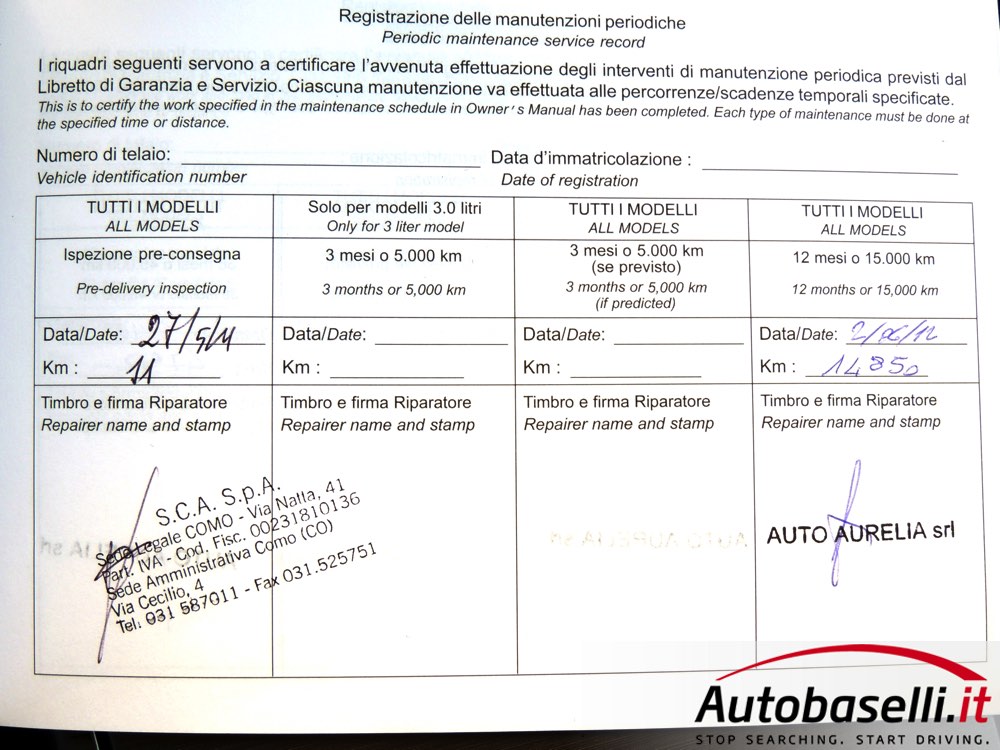 Registrazione delle manutenzioni periodiche
Periodic maintenance service record
I riquadri seguenti servono a certificare l'avvenuta effettuazione degli interventi di manutenzione periodica previsti dal
Libretto di Garanzia e Servizio. Ciascuna manutenzione va effettuata alle percorrenze/scadenze temporali specificate.
This is to certify the work specified in the maintenance schedule in Owner's Manual has been completed. Each type of maintenance must be done at
the specified time or distance.
Numero di telaio: Data d'immatricolazione :
Vehicle identification number Date of registration
TUTTI I MODELLI Solo per modelli 3.0 litri TUTTI I MODELLI TUTTI I MODELLI
ALL MODELS Only for 3 liter model ALL MODELS ALL MODELS
Ispezione pre-consegna 3 mesi o 5.000 km 3 mesi o 5.000 km 12 mesi o 15.000 km
(se previsto)
Pre-delivery inspection 3 months or 5,000 km 3 months or 5,000 km 12 months or 15,000 km
(if predicted)
Data/Date: 27/5/11 Data/Date: Data/Date: Data/Date: 2/06/12
Km : 11 Km : Km : Km : 14850
Timbro e firma Riparatore Timbro e firma Riparatore Timbro e firma Riparatore Timbro e firma Riparatore
Repairer name and stamp Repairer name and stamp Repairer name and stamp Repairer name and stamp
S.C.A. S.p.A.
Sede Legale COMO - Via Natta, 41
Part. IVA - Cod. Fisc. 00231810136
Sede Amministrativa Como (CO)
Via Cecilio, 4
Tel. 031 587011 - Fax 031.525751
AUTO AURELIA srl
Autobaselli.it
STOP SEARCHING. START DRIVING.